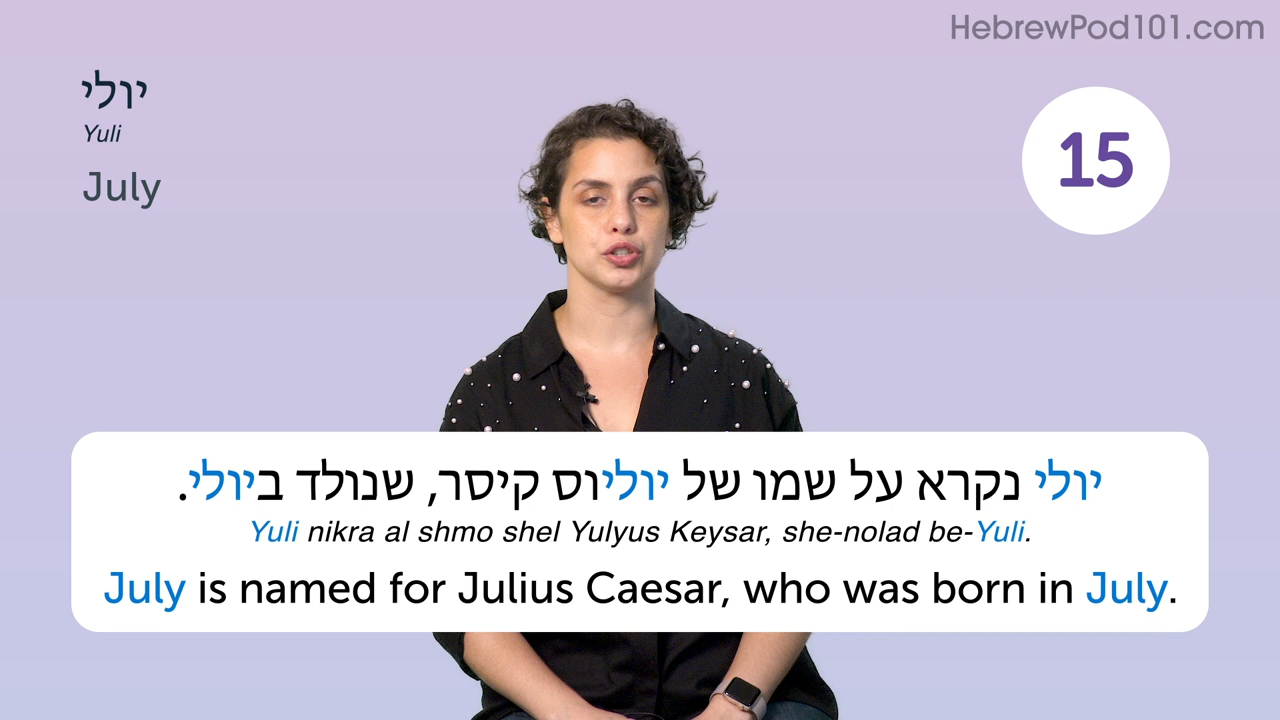 HebrewPod101.com
יולי
Yuli
July
15
יולי נקרא על שמו של יוליוס קיסר, שנולד ביולי.
Yuli nikra al shmo shel Yulyus Keysar, she-nolad be-Yuli.
July is named for Julius Caesar, who was born in July.